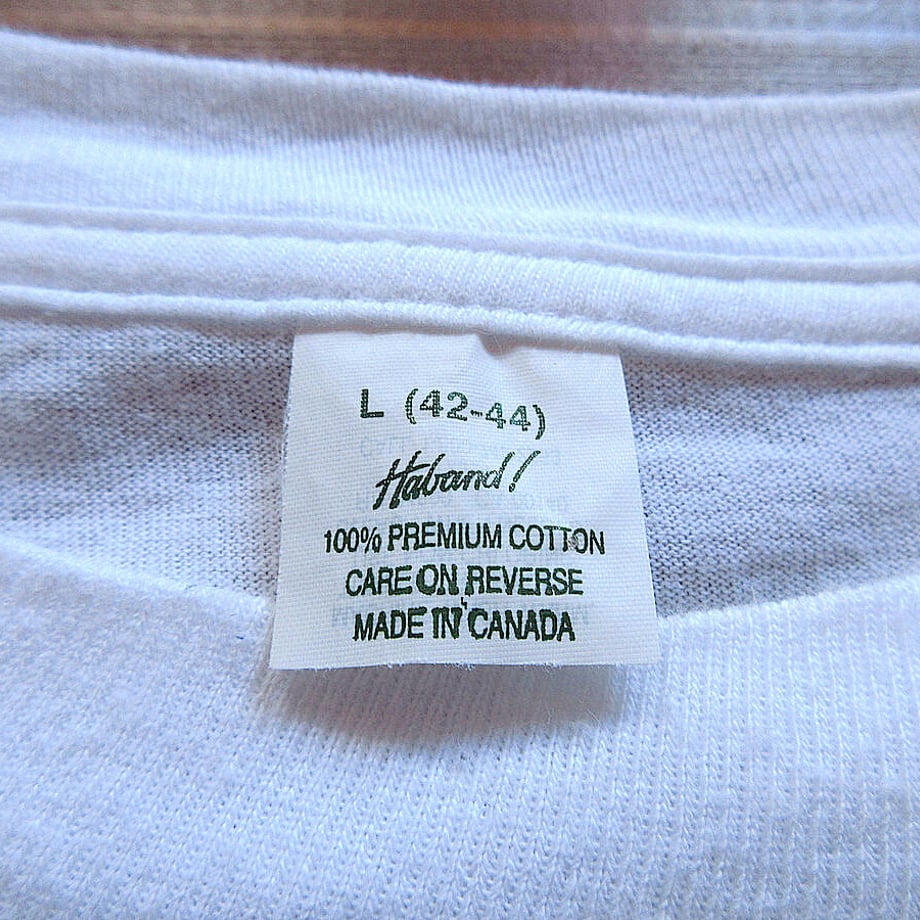 L (42-44)
Haband!
100% PREMIUM COTTON
CARE ON REVERSE
MADE IN CANADA